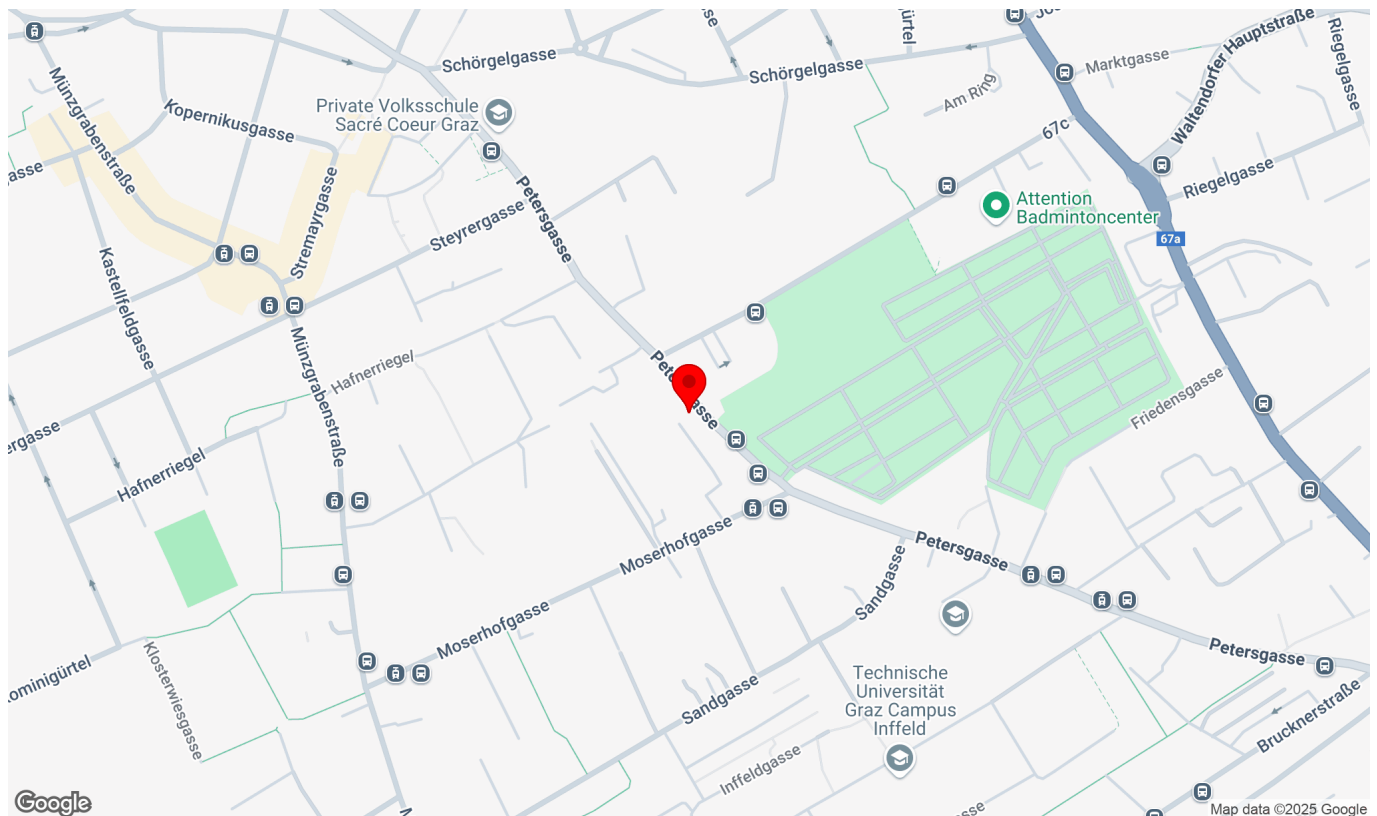 Schörgelgasse
Schörgelgasse
Marktgasse
Waltendorfer Hauptstraße
Riegelgasse
Am Ring
67c
Münzgrabenstraße
Kopernikusgasse
Private Volksschule
Sacré Coeur Graz
Riegelgasse
Petersgasse
Attention
Badmintoncenter
67a
Steyrergasse
Stremayrgasse
Kastellfeldgasse
Münzgrabenstraße
Hafnerriegel
Friedensgasse
Hafnerriegel
Moserhofgasse
Petersgasse
Sandgasse
Moserhofgasse
Petersgasse
Klosterwiesgasse
Technische
Universität
Graz Campus
Inffeld
Sandgasse
Brucknerstraße
Inffeldgasse
Google
Map data ©2025 Google